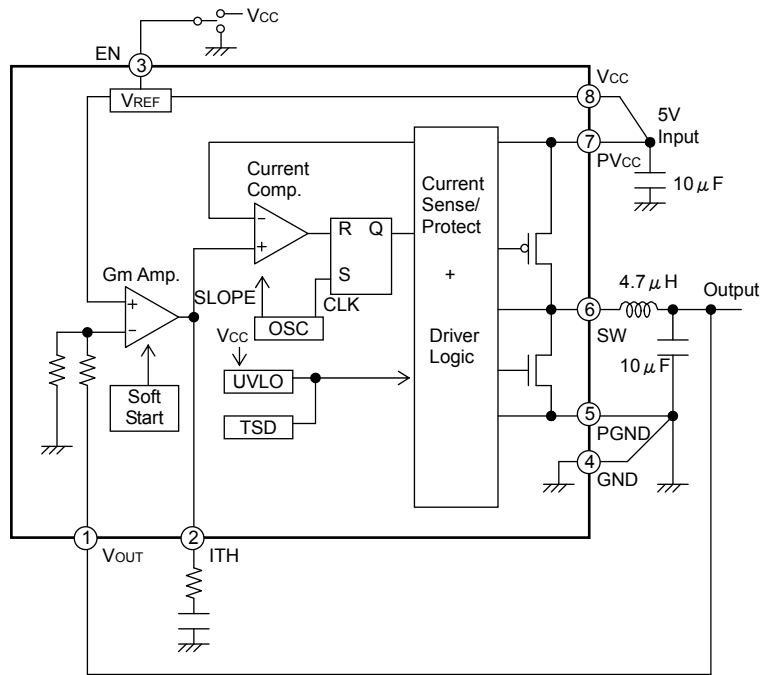 VCC
EN
3
VCC
VREF
8
5V
Input
7
PVCC
10μF
Current
Comp.
Current
Sense/
Protect
+
Driver
Logic
-
+
R Q
S
Gm Amp.
+
-
SLOPE
CLK
OSC
4.7μH
Output
6
SW
10μF
VCC
UVLO
TSD
Soft
Start
5
PGND
4
GND
1
VOUT
2
ITH